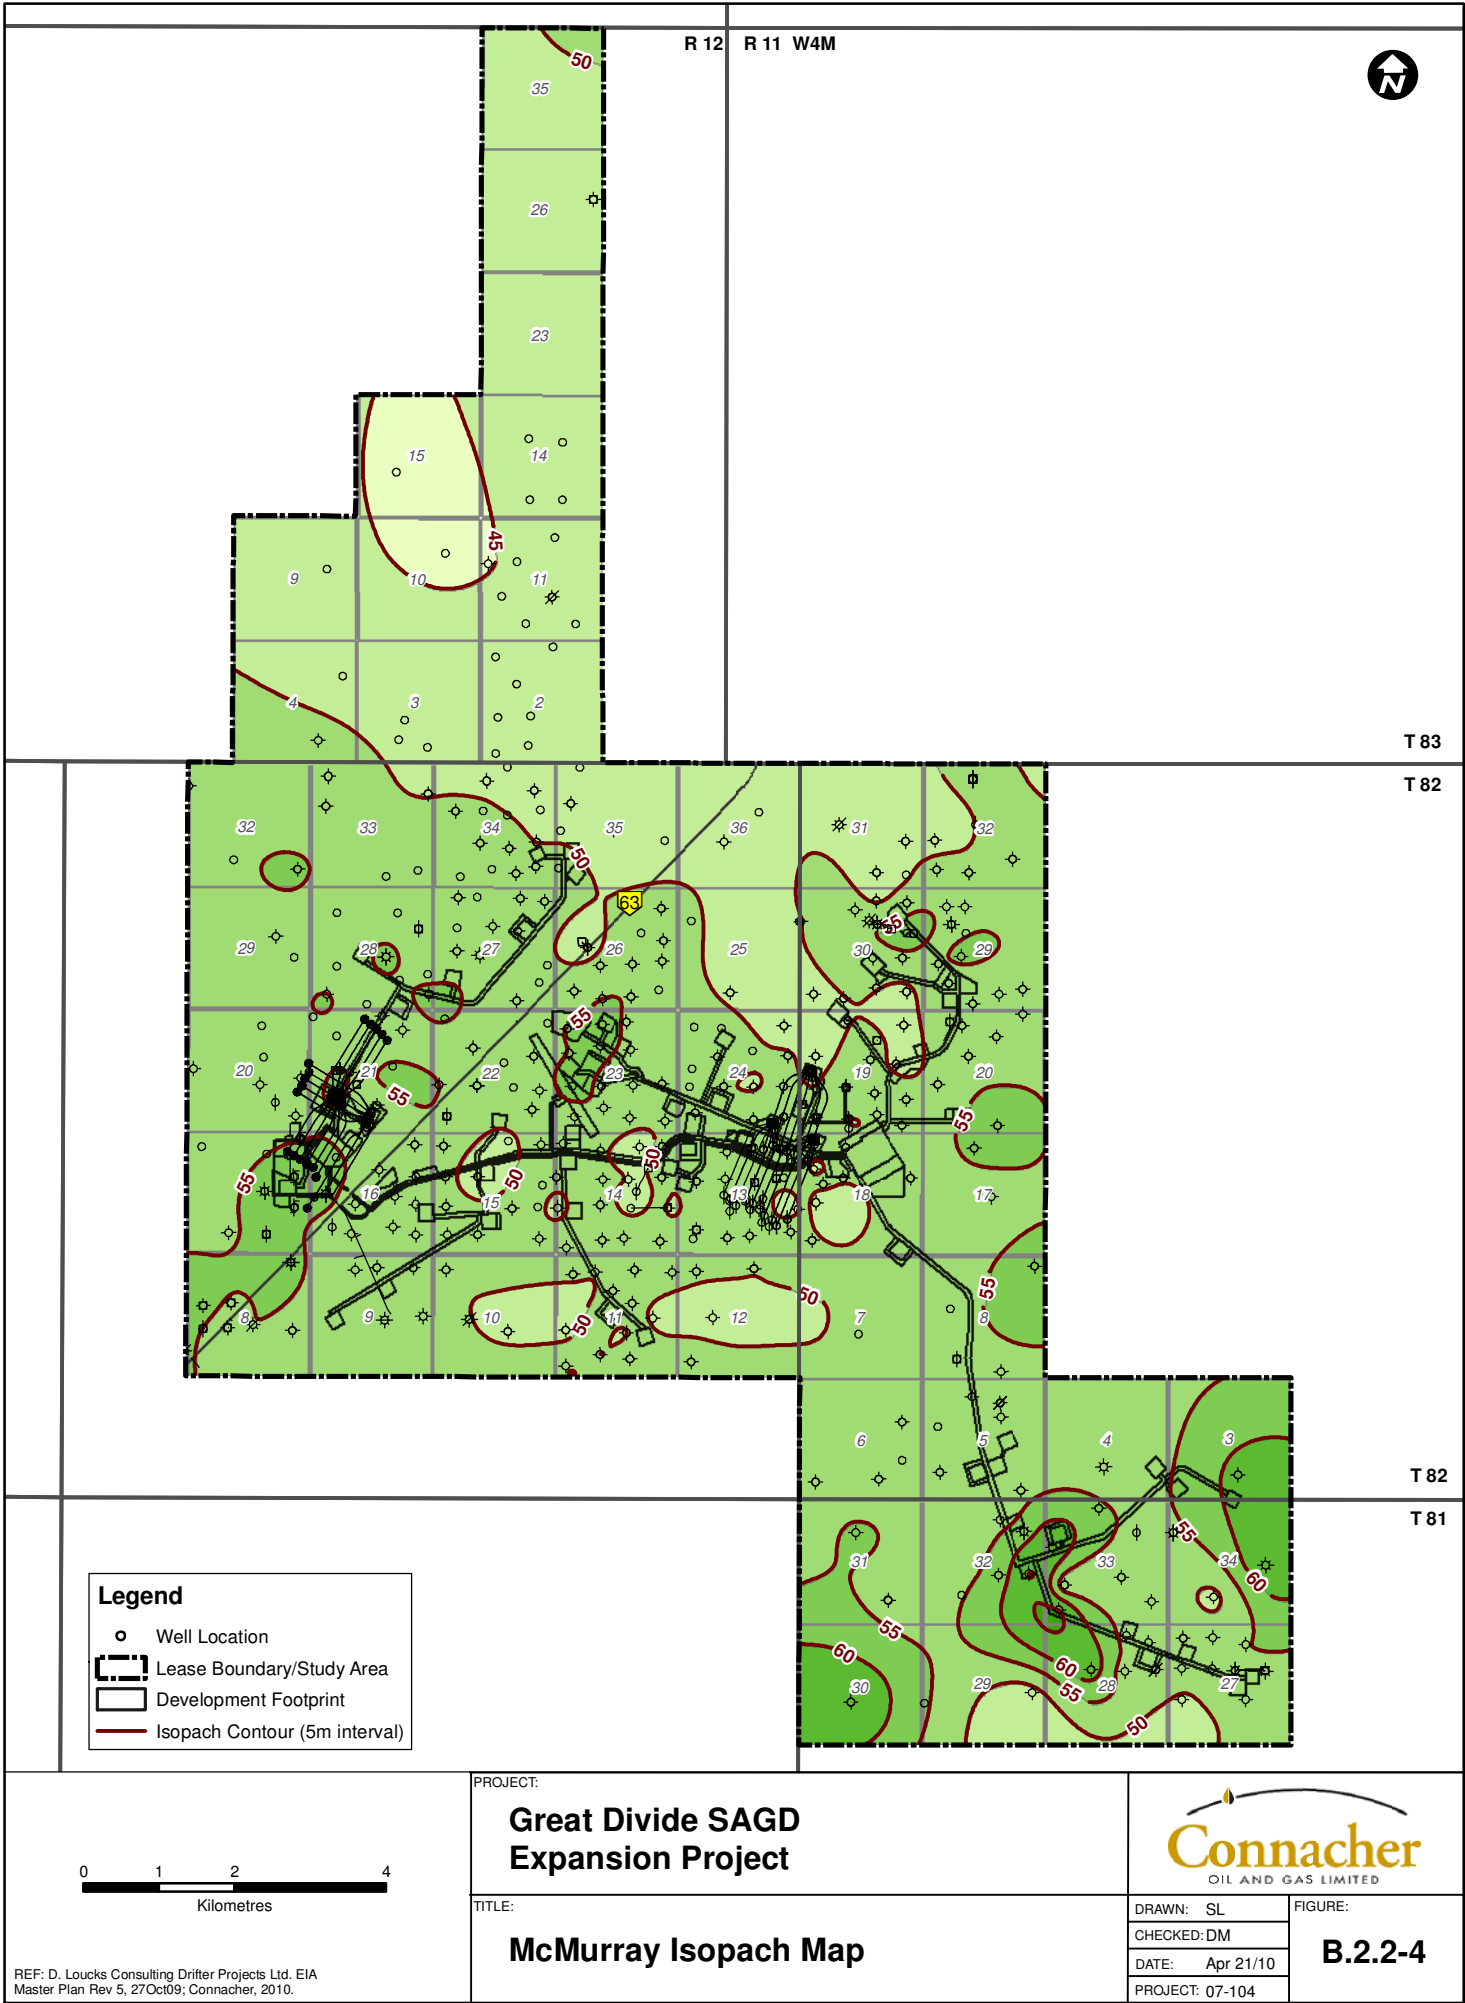 R 12 R 11 W4M
N
50
35
26
23
15 14
45
9 10 11
4 3 2
T 83
T 82
32 33 34 35 36 31 32
50
63
55
29 28 27 26 25 30 29
55
20 21 22 23 24 19 20
55
55
50
55
50
16 15 14 13 18 17
55
50
50
8 9 10 11 12 7 8
6 5 4 3
T 82
T 81
55
31 32 33 34
60
55
60
60
55
30 29 28 27
50
Legend
Well Location
Lease Boundary/Study Area
Development Footprint
Isopach Contour (5m interval)
0 1 2 4
Kilometres
REF: D. Loucks Consulting Drifter Projects Ltd. EIA
Master Plan Rev 5, 27Oct09; Connacher, 2010.
PROJECT:
Great Divide SAGD
Expansion Project
TITLE:
McMurray Isopach Map
Connacher
OIL AND GAS LIMITED
DRAWN: SL
CHECKED: DM
DATE: Apr 21/10
PROJECT: 07-104
FIGURE:
B.2.2-4